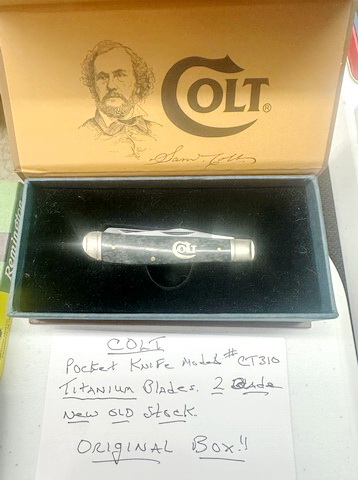 COLT®
Sam. Colt
COLT
Remington
COLT
Pocket Knife Model # CT310
Titanium Blades. 2 Blade
New Old Stock.
ORIGINAL BOX!!